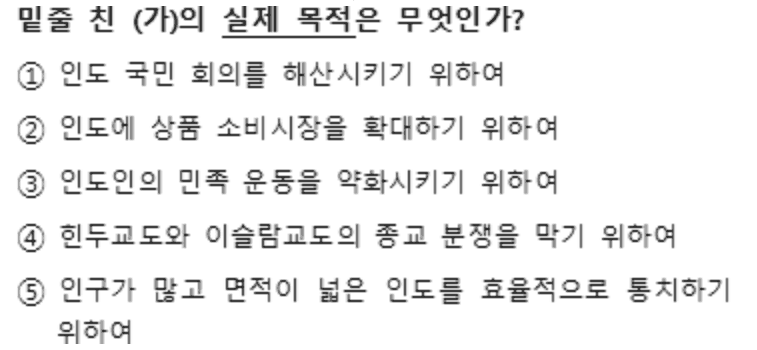 밑줄 친 (가)의 실제 목적은 무엇인가?
① 인도 국민 회의를 해산시키기 위하여
② 인도에 상품 소비시장을 확대하기 위하여
③ 인도인의 민족 운동을 약화시키기 위하여
④ 힌두교도와 이슬람교도의 종교 분쟁을 막기 위하여
⑤ 인구가 많고 면적이 넓은 인도를 효율적으로 통치하기
위하여